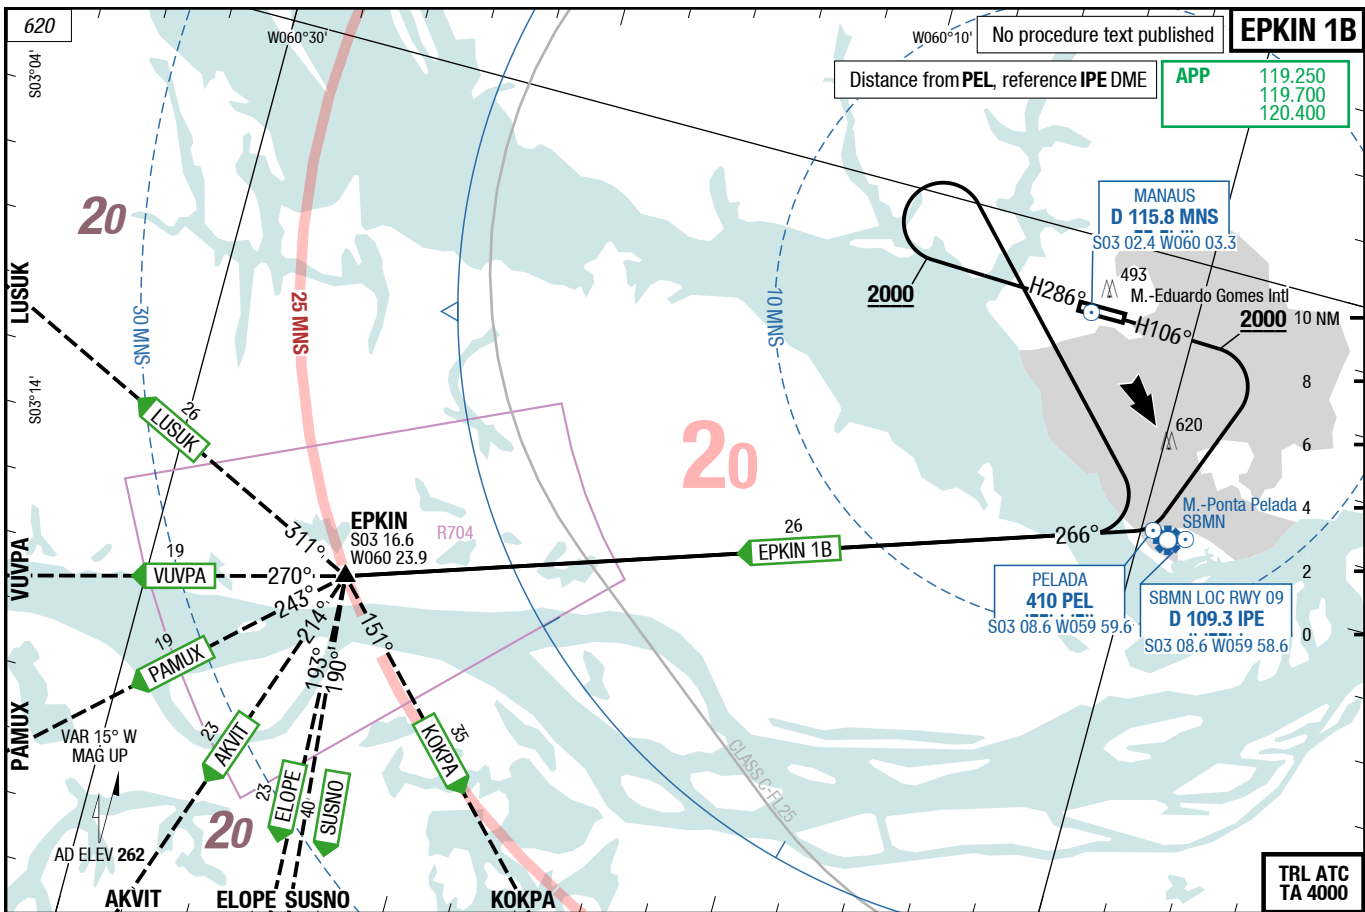 620
W060°30'
W060°10'
No procedure text published
EPKIN 1B
S03°04'
Distance from PEL, reference IPE DME
APP
119.250
119.700
120.400
20
MANAUS
D 115.8 MNS
S03 02.4 W060 03.3
LUSUK
493
M.-Eduardo Gomes Intl
H286°
H106°
2000
2000
10 NM
30 MNS
25 MNS
10 MNS
S03°14'
8
26
LUSUK
20
620
6
311°
EPKIN
S03 16.6
W060 23.9
R704
M.-Ponta Pelada
SBMN
4
26
EPKIN 1B
266°
VUVPA
19
VUVPA
270°
2
243°
214°
193°
190°
151°
PELADA
410 PEL
S03 08.6 W059 59.6
SBMN LOC RWY 09
D 109.3 IPE
S03 08.6 W059 58.6
0
19
PAMUX
PAMUX
VAR 15° W
MAG UP
23
AKVIT
35
KOKPA
23
ELOPE
40
SUSNO
CLASS C-FL25
20
AD ELEV 262
TRL ATC
TA 4000
AKVIT
ELOPE
SUSNO
KOKPA